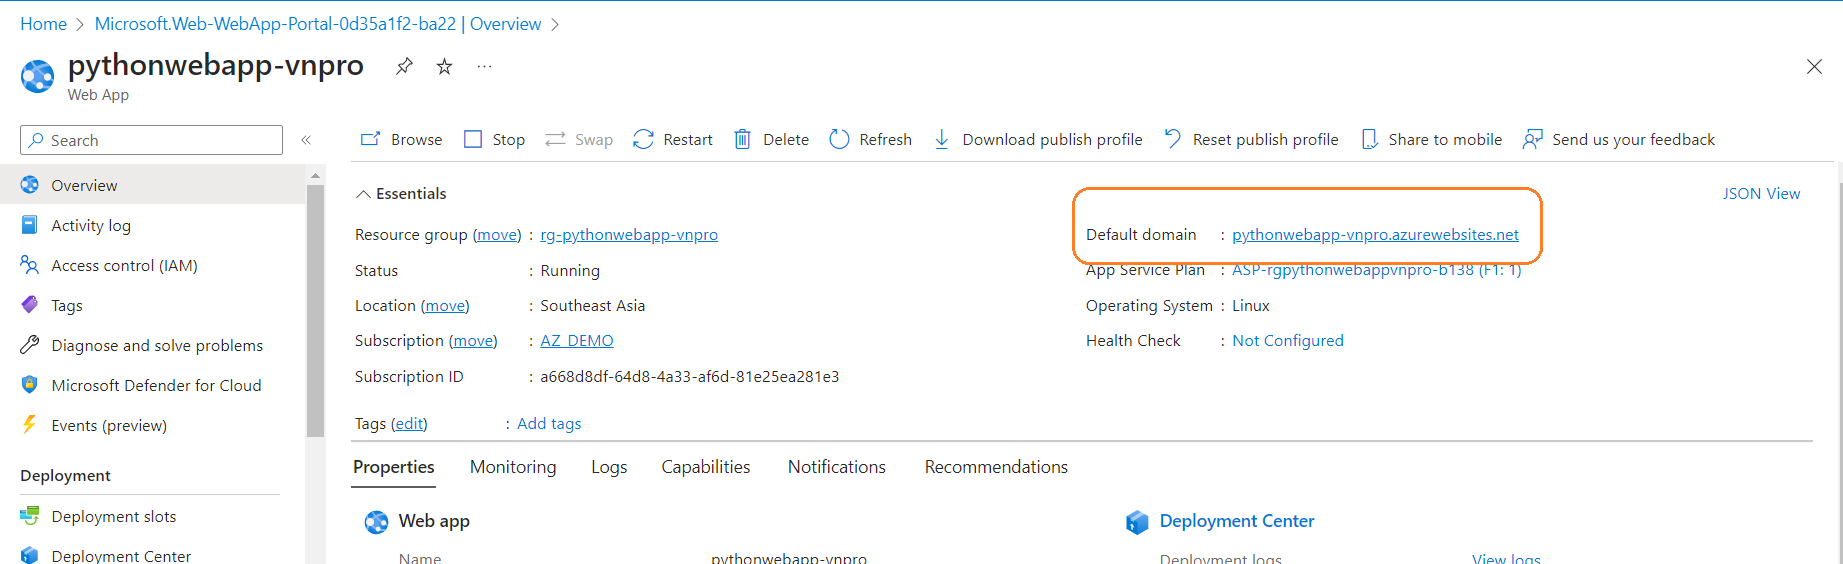 Home > Microsoft.Web-WebApp-Portal-0d35a1f2-ba22 | Overview >
pythonwebapp-vnpro
Web App
Search
Browse Stop Swap Restart Delete Refresh Download publish profile Reset publish profile Share to mobile Send us your feedback
Overview
Activity log
Access control (IAM)
Tags
Diagnose and solve problems
Microsoft Defender for Cloud
Events (preview)
Deployment
Deployment slots
Deployment Center
Essentials
JSON View
Resource group (move) : rg-pythonwebapp-vnpro
Status : Running
Location (move) : Southeast Asia
Subscription (move) : AZ_DEMO
Subscription ID : a668d8df-64d8-4a33-af6d-81e25ea281e3
Default domain : pythonwebapp-vnpro.azurewebsites.net
App Service Plan : ASP-rgpythonwebappvnpro-b138 (F1: 1)
Operating System : Linux
Health Check : Not Configured
Tags (edit) : Add tags
Properties Monitoring Logs Capabilities Notifications Recommendations
Web app
Name pythonwebapp-vnpro
Deployment Center
Deployment logs View logs